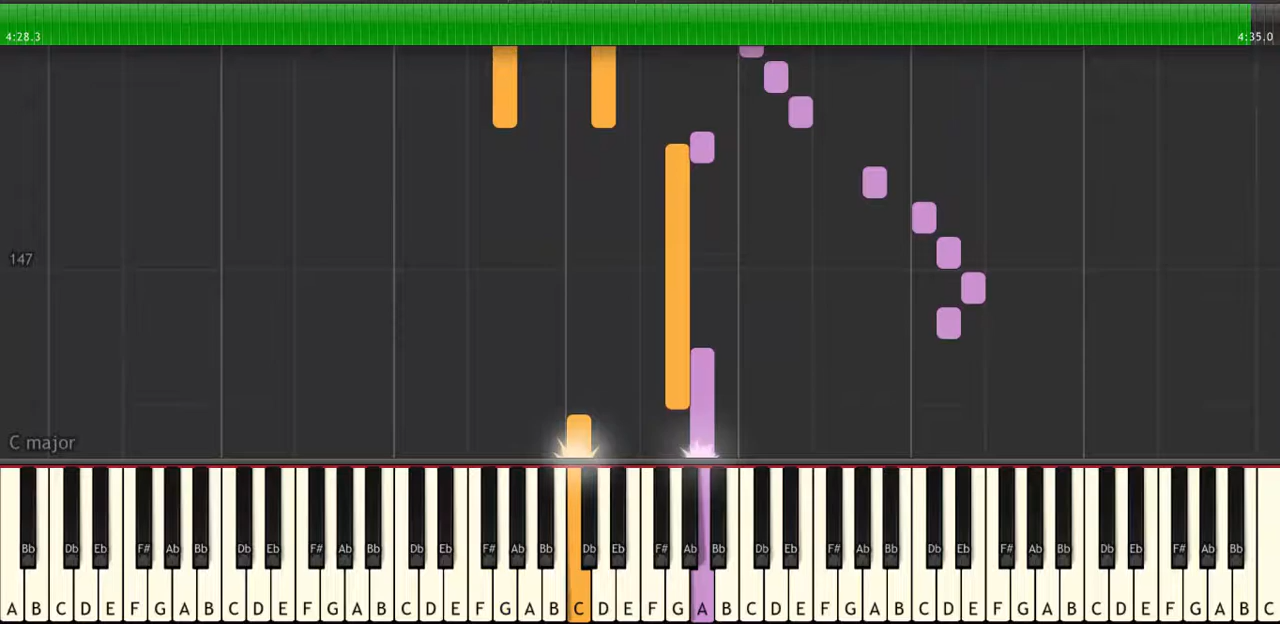 4:28.3 4:35.0
147
C major
Bb Db Eb F# Ab Bb Db Eb F# Ab Bb Db Eb F# Ab Bb Db Eb F# Ab Bb Db Eb F# Ab Bb Db Eb F# Ab Bb Db Eb F# Ab Bb
A B C D E F G A B C D E F G A B C D E F G A B C D E F G A B C D E F G A B C D E F G A B C D E F G A B C